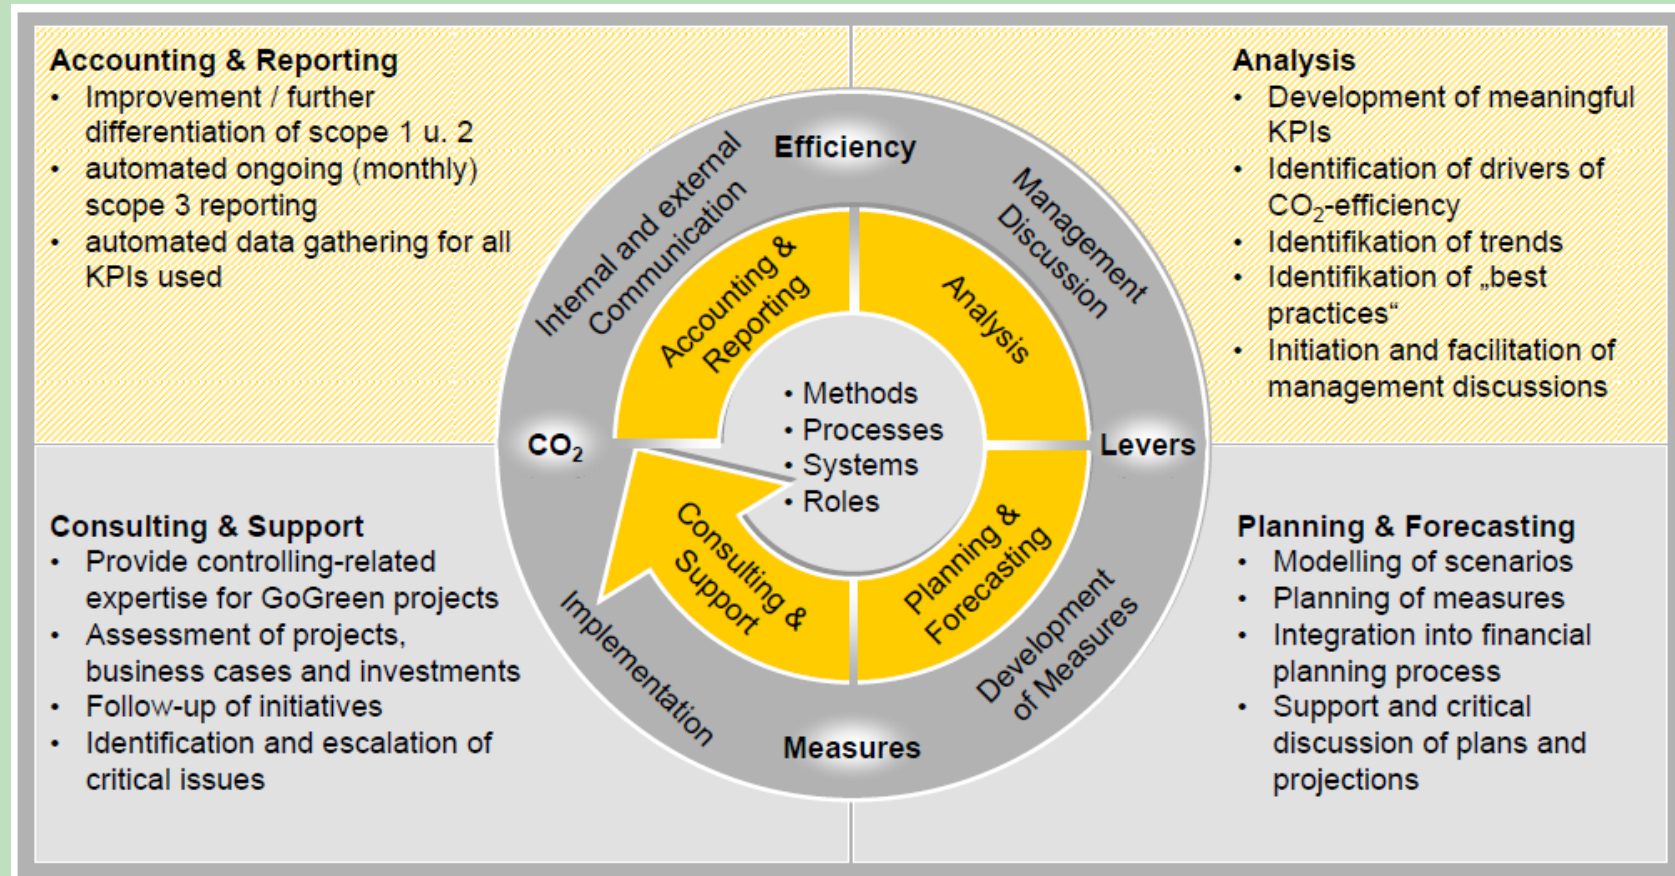 Accounting & Reporting
• Improvement / further
differentiation of scope 1 u. 2
• automated ongoing (monthly)
scope 3 reporting
• automated data gathering for all
KPIs used
Analysis
• Development of meaningful
KPIs
• Identification of drivers of
CO₂-efficiency
• Identifikation of trends
• Identifikation of „best
practices“
• Initiation and facilitation of
management discussions
Efficiency
Internal and external
Communication
Management
Discussion
Accounting &
Reporting
Analysis
• Methods
• Processes
• Systems
• Roles
CO₂
Levers
Consulting &
Support
Planning &
Forecasting
Implementation
Development
of Measures
Measures
Consulting & Support
• Provide controlling-related
expertise for GoGreen projects
• Assessment of projects,
business cases and investments
• Follow-up of initiatives
• Identification and escalation of
critical issues
Planning & Forecasting
• Modelling of scenarios
• Planning of measures
• Integration into financial
planning process
• Support and critical
discussion of plans and
projections